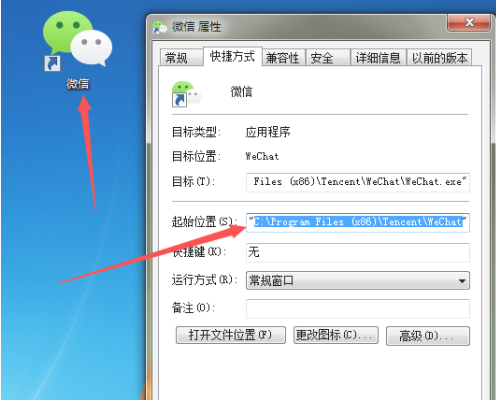 微信
微信 属性
常规 快捷方式 兼容性 安全 详细信息 以前的版本
微信
目标类型: 应用程序
目标位置: WeChat
目标(T): Files (x86)\Tencent\WeChat\WeChat.exe"
起始位置(S): "C:\Program Files (x86)\Tencent\WeChat"
快捷键(K): 无
运行方式(R): 常规窗口
备注(O):
打开文件位置(F) 更改图标(C)... 高级(D)...